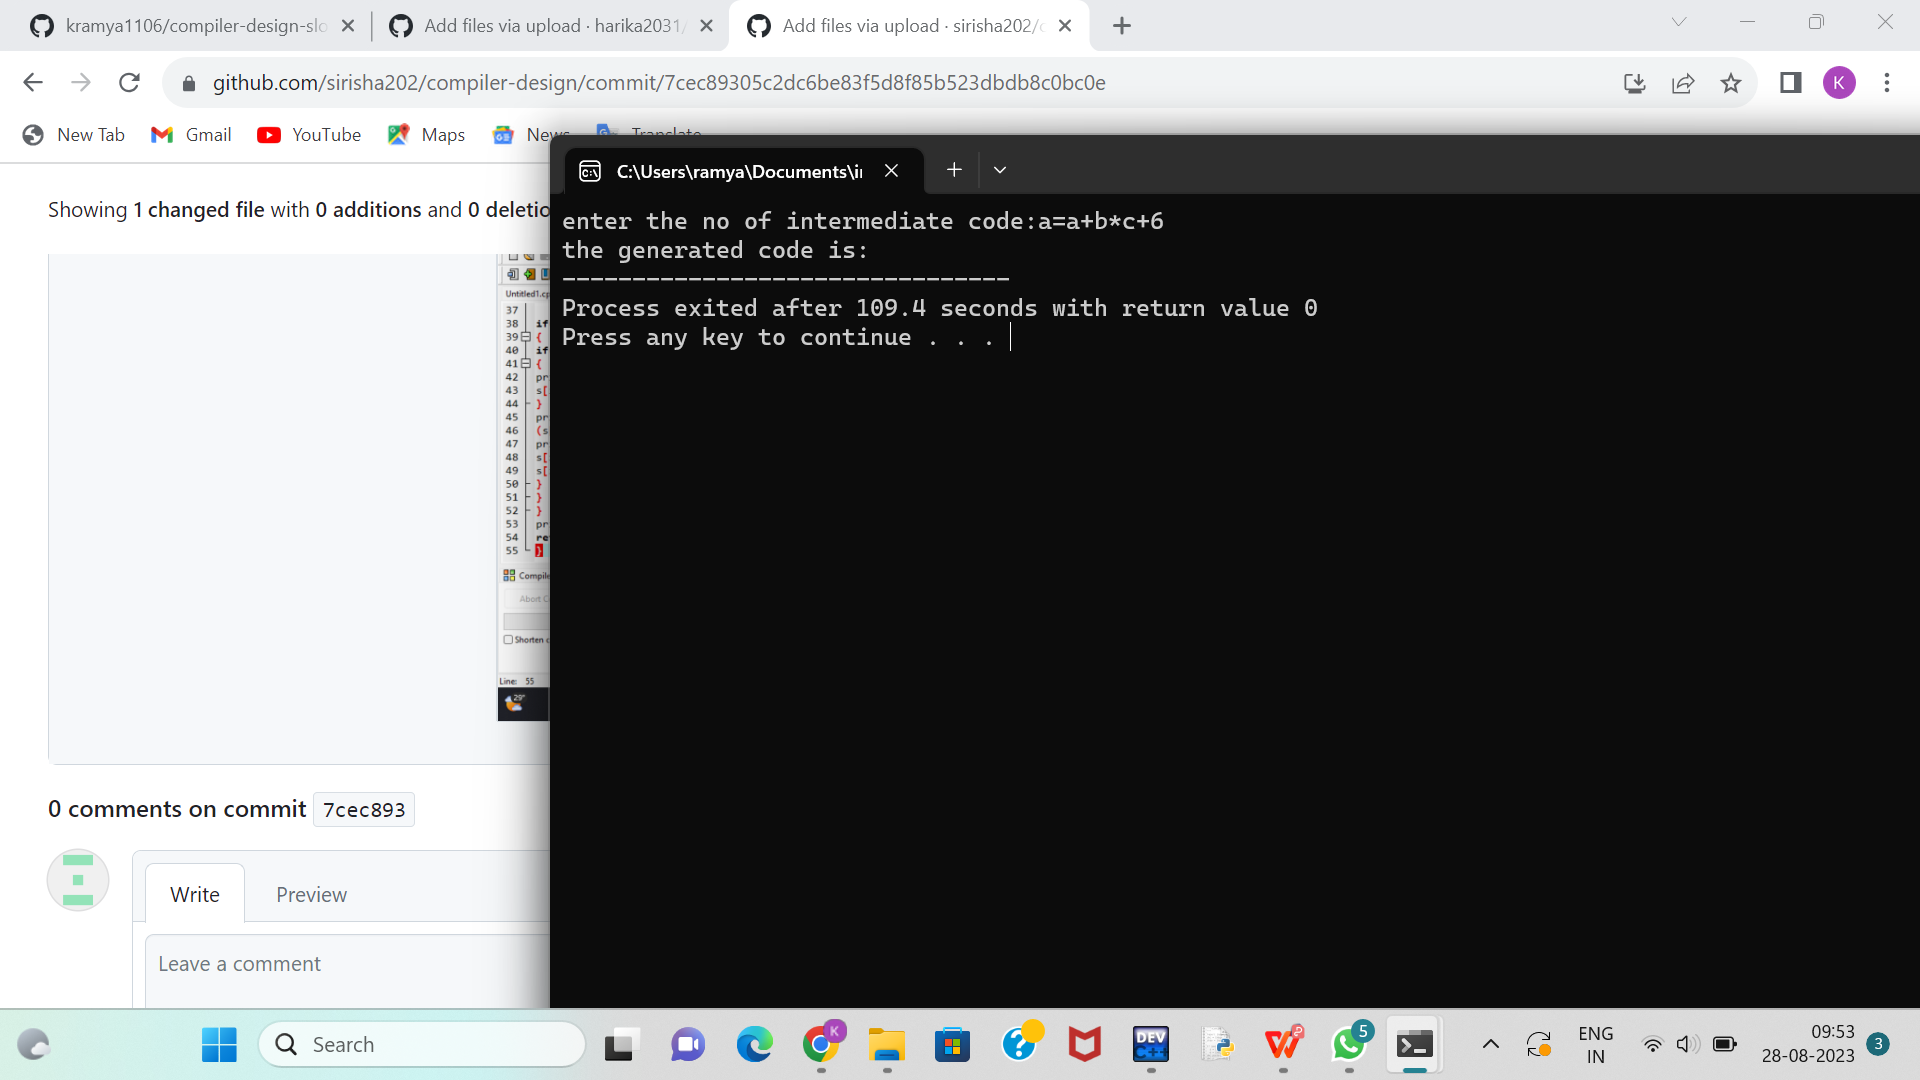 kramya1106/compiler-design-slo
Add files via upload · harika2031/
Add files via upload · sirisha202/c
github.com/sirisha202/compiler-design/commit/7cec89305c2dc6be83f5d8f85b523dbdb8c0bc0e
K
New Tab
Gmail
YouTube
Maps
News
Translate
C:\Users\ramya\Documents\i
Showing 1 changed file with 0 additions and 0 deletio
enter the no of intermediate code:a=a+b*c+6
the generated code is:
--------------------------------
Process exited after 109.4 seconds with return value 0
Press any key to continue . . .
Untitled1.cp
37
38 if
39 {
40 if
41 {
42 pr
43 s[
44 }
45 pr
46 (s
47 pr
48 s[
49 s[
50 }
51 }
52 }
53 pr
54 re
55 }
Compile
Abort C
Shorten c
Line: 55
29°
0 comments on commit 7cec893
Write
Preview
Leave a comment
Search
K
DEV
C++
5
ENG
IN
09:53
28-08-2023
3